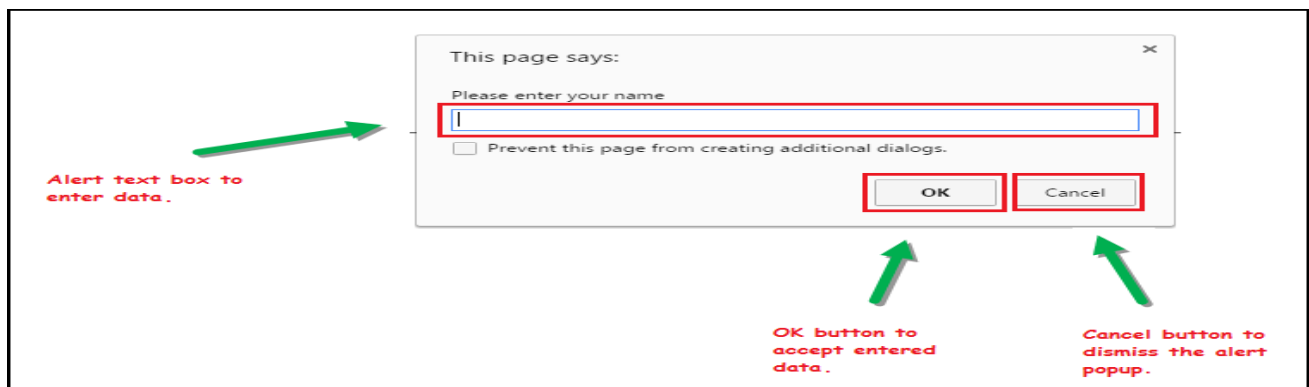 This page says:
Please enter your name
Prevent this page from creating additional dialogs.
OK
Cancel
Alert text box to
enter data.
OK button to
accept entered
data.
Cancel button to
dismiss the alert
popup.